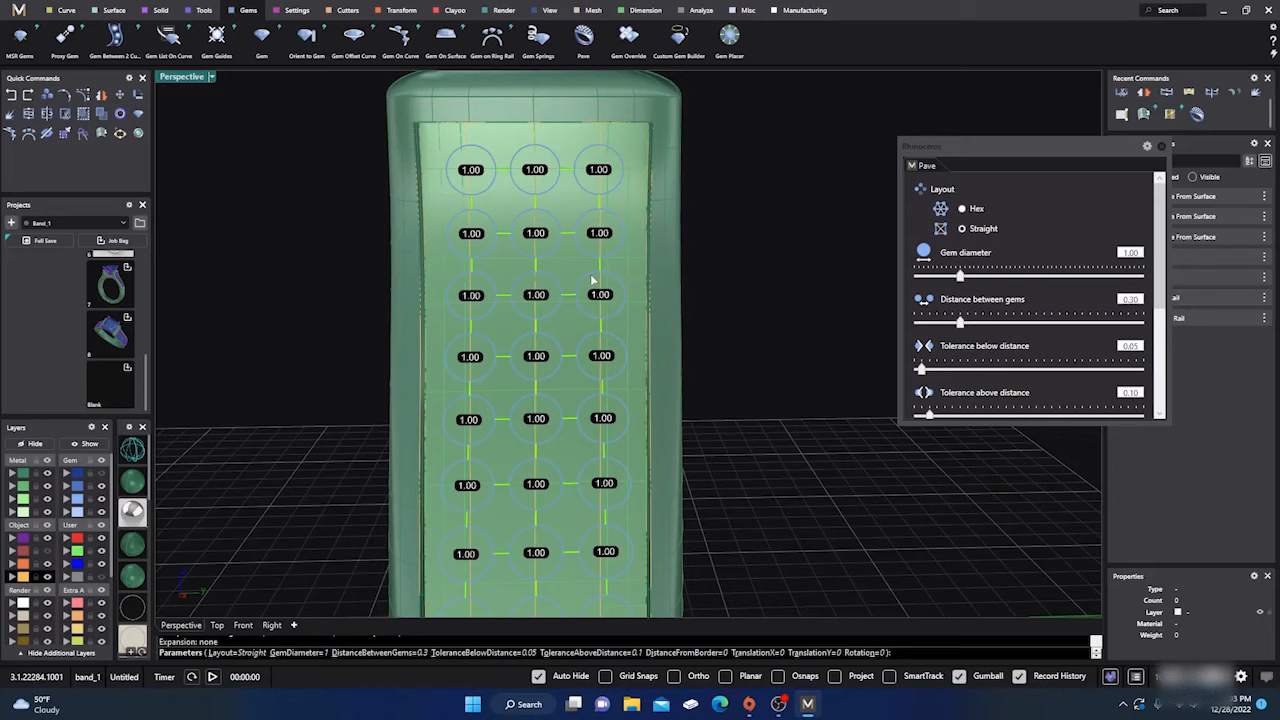 Curve Surface Solid Tools Gems Settings Cutters Transform Clayoo Render View Mesh Dimension Analyze Misc Manufacturing Search
MSR Gems Proxy Gem Gem Between 2 Cu... Gem List On Curve Gem Guides Gem Orient to Gem Gem Offset Curve Gem On Curve Gem On Surface Gem on Ring Rail Gem Springs Pave Gem Override Custom Gem Builder Gem Placer
Quick Commands
Perspective
Recent Commands
Rhinoceros
Pave
Visible
Layout
Hex
Straight
Gem diameter 1.00
Distance between gems 0.30
Tolerance below distance 0.05
Tolerance above distance 0.10
e From Surface
e From Surface
e From Surface
Rail
1.00 1.00 1.00
1.00 1.00 1.00
1.00 1.00 1.00
1.00 1.00 1.00
1.00 1.00 1.00
1.00 1.00 1.00
1.00 1.00 1.00
Projects
Band_1
Full Save Job Bag
7
Blank
Layers
Hide Show
Metal Gem
Object User
Render Extra A
Hide Additional Layers
z
y
Properties
Type -
Count 0
Layer -
Material -
Weight 0
Perspective Top Front Right
Expansion: none
Parameters ( Layout=Straight GemDiameter=1 DistanceBetweenGems=0.3 ToleranceBelowDistance=0.05 ToleranceAboveDistance=0.1 DistanceFromBorder=0 TranslationX=0 TranslationY=0 Rotation=0 ):
3.1.22284.1001 band_1 Untitled Timer 00:00:00 Auto Hide Grid Snaps Ortho Planar Osnaps Project SmartTrack Gumball Record History
50°F
Cloudy
Search
12/28/2022